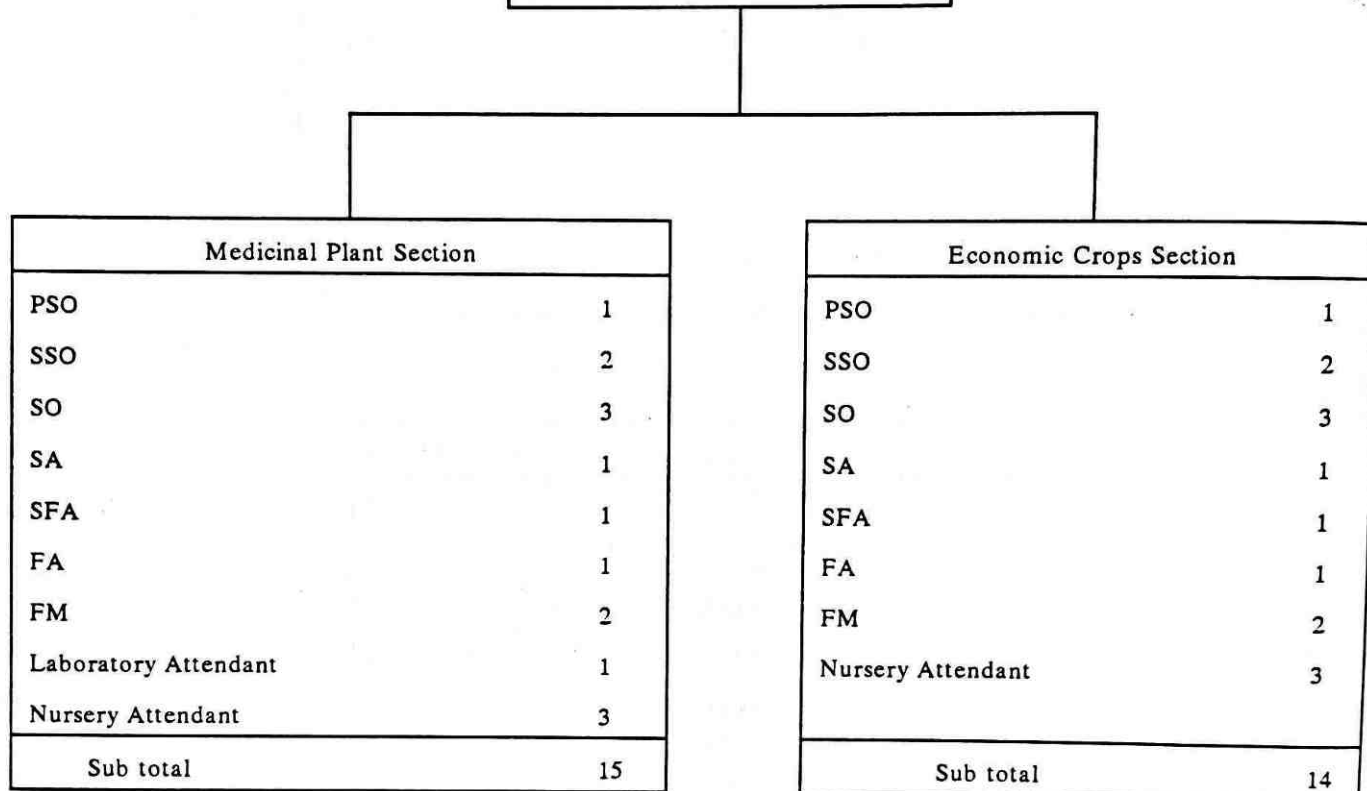 Medicinal Plant Section
PSO 1
SSO 2
SO 3
SA 1
SFA 1
FA 1
FM 2
Laboratory Attendant 1
Nursery Attendant 3
Sub total 15
Economic Crops Section
PSO 1
SSO 2
SO 3
SA 1
SFA 1
FA 1
FM 2
Nursery Attendant 3
Sub total 14